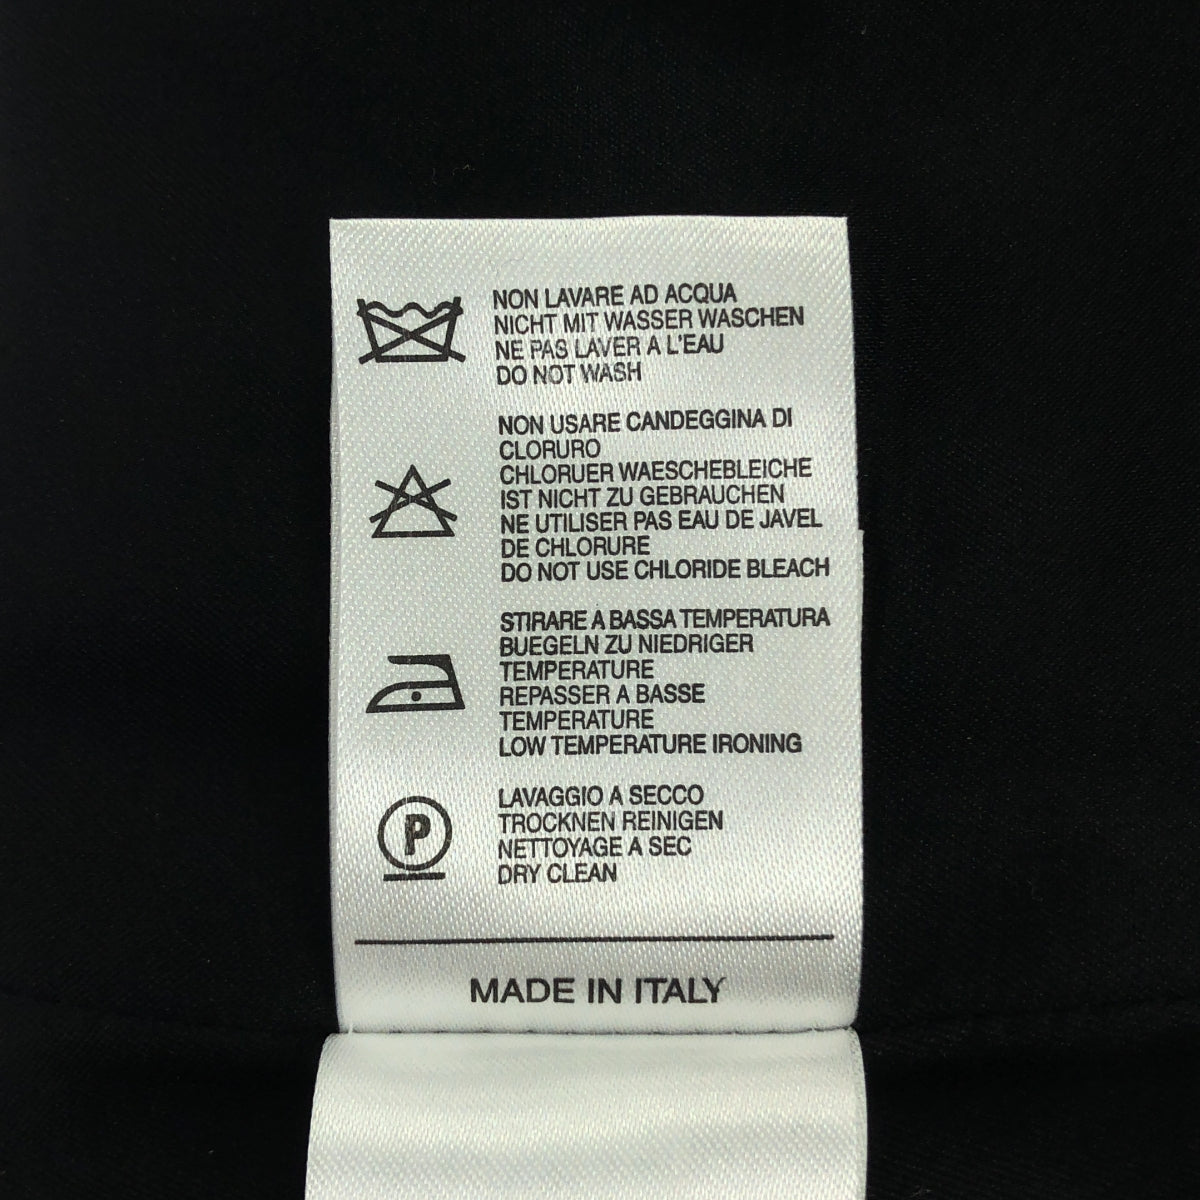 NON LAVARE AD ACQUA
NICHT MIT WASSER WASCHEN
NE PAS LAVER A L'EAU
DO NOT WASH
NON USARE CANDEGGINA DI
CLORURO
CHLORUER WAESCHEBLEICHE
IST NICHT ZU GEBRAUCHEN
NE UTILISER PAS EAU DE JAVEL
DE CHLORURE
DO NOT USE CHLORIDE BLEACH
STIRARE A BASSA TEMPERATURA
BUEGELN ZU NIEDRIGER
TEMPERATURE
REPASSER A BASSE
TEMPERATURE
LOW TEMPERATURE IRONING
P
LAVAGGIO A SECCO
TROCKNEN REINIGEN
NETTOYAGE A SEC
DRY CLEAN
MADE IN ITALY